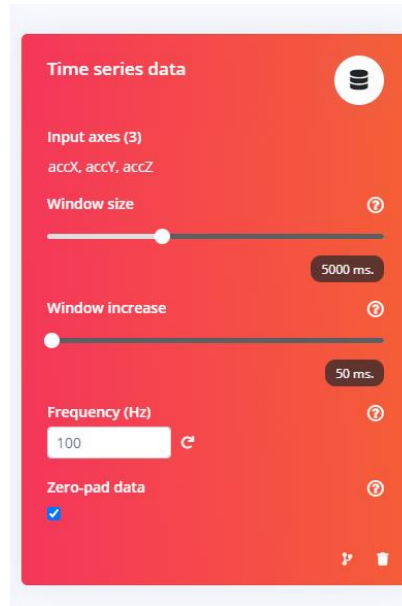 Time series data
Input axes (3)
accX, accY, accZ
Window size
5000 ms.
Window increase
50 ms.
Frequency (Hz)
100
Zero-pad data